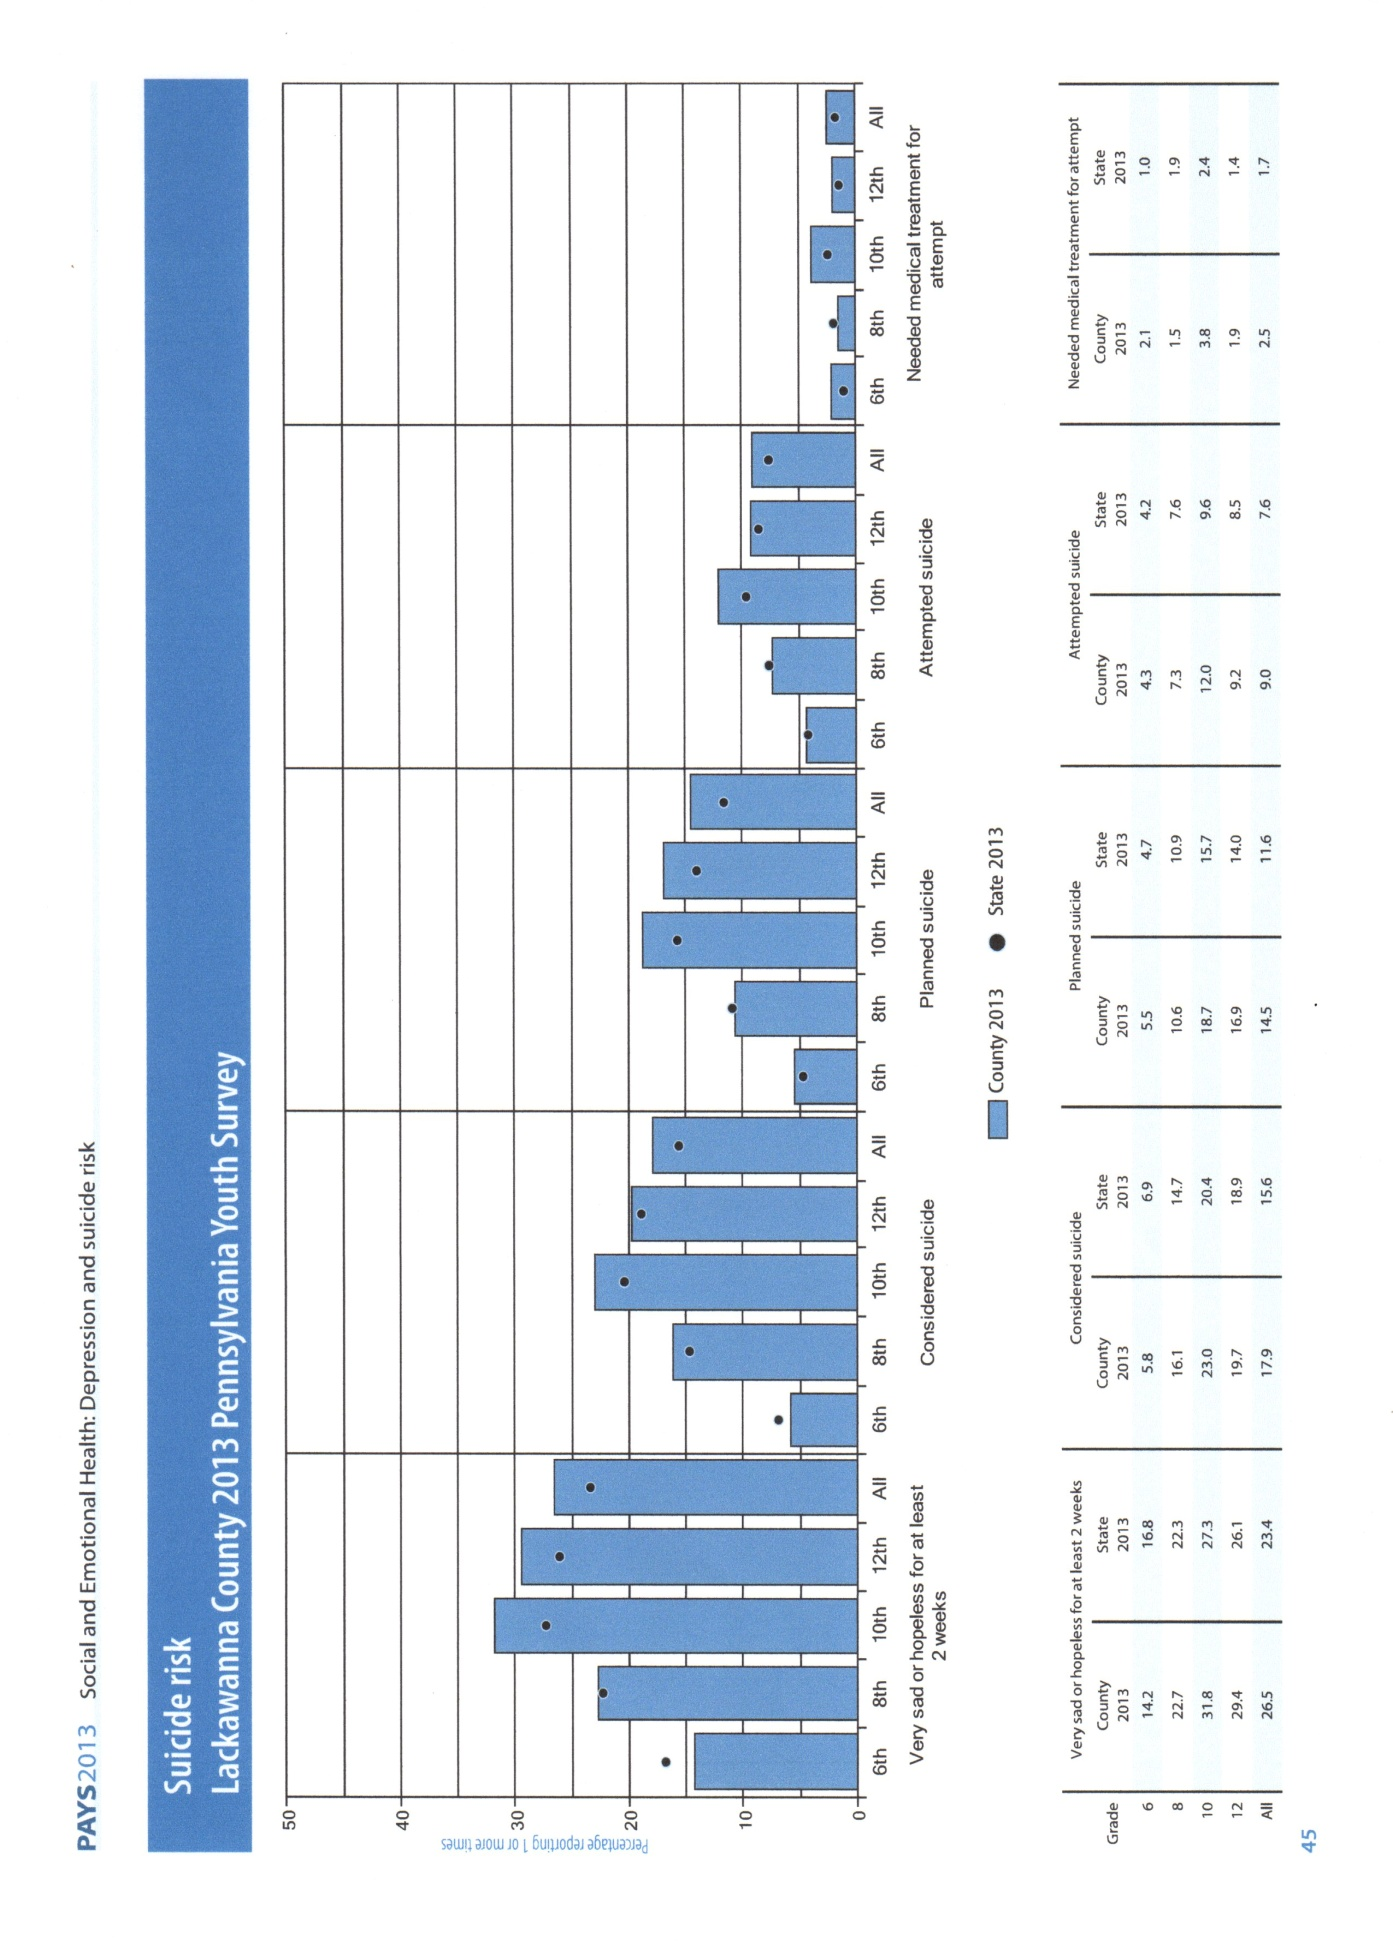 PAYS2013 Social and Emotional Health: Depression and suicide risk
Suicide risk
Lackawanna County 2013 Pennsylvania Youth Survey
Percentage reporting 1 or more times
50
40
30
20
10
0
6th 8th 10th 12th All 6th 8th 10th 12th All 6th 8th 10th 12th All 6th 8th 10th 12th All 6th 8th 10th 12th All
Very sad or hopeless for at least
2 weeks
Considered suicide
Planned suicide
Attempted suicide
Needed medical treatment for
attempt
County 2013 State 2013
Very sad or hopeless for at least 2 weeks Considered suicide Planned suicide Attempted suicide Needed medical treatment for attempt
Grade County 2013 State 2013 County 2013 State 2013 County 2013 State 2013 County 2013 State 2013 County 2013 State 2013
6 14.2 16.8 5.8 6.9 5.5 4.7 4.3 4.2 2.1 1.0
8 22.7 22.3 16.1 14.7 10.6 10.9 7.3 7.6 1.5 1.9
10 31.8 27.3 23.0 20.4 18.7 15.7 12.0 9.6 3.8 2.4
12 29.4 26.1 19.7 18.9 16.9 14.0 9.2 8.5 1.9 1.4
All 26.5 23.4 17.9 15.6 14.5 11.6 9.0 7.6 2.5 1.7
45